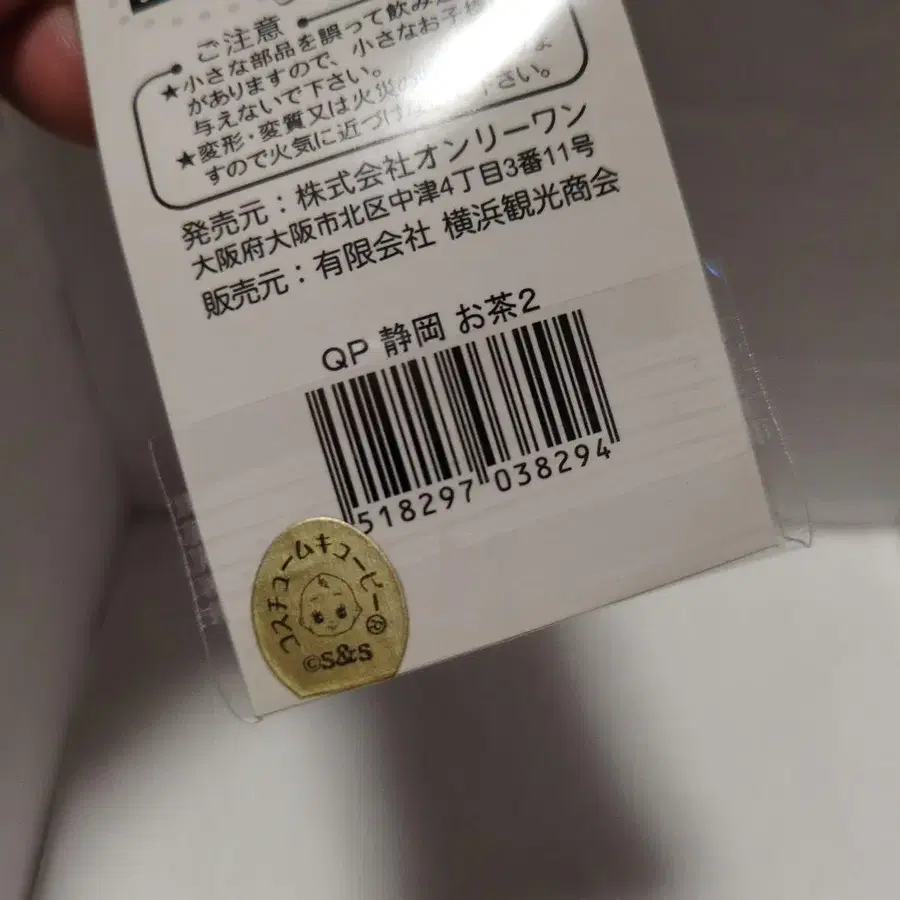 ご注意
★小さな部品を誤って飲み
がありますので、小さなお子様
与えないで下さい。
★変形・変質又は火災の
すので火気に近づけな 下さい。
発売元：株式会社オンリーワン
大阪府大阪市北区中津4丁目3番11号
販売元：有限会社 横浜観光商会
QP 静岡 お茶2
518297 038294
コスチュームキューピー®
©S&S